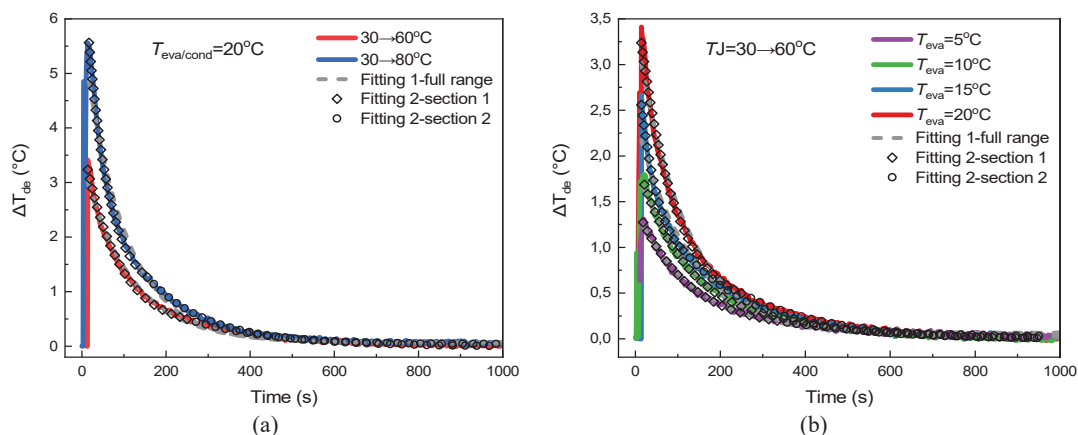 T_eva/cond=20°C
30→60°C
30→80°C
Fitting 1-full range
Fitting 2-section 1
Fitting 2-section 2
6
5
4
3
2
1
0
ΔT_de (°C)
0 200 400 600 800 1000
Time (s)
(a)
TJ=30→60°C
T_eva=5°C
T_eva=10°C
T_eva=15°C
T_eva=20°C
Fitting 1-full range
Fitting 2-section 1
Fitting 2-section 2
3,5
3,0
2,5
2,0
1,5
1,0
0,5
0,0
ΔT_de (°C)
0 200 400 600 800 1000
Time (s)
(b)